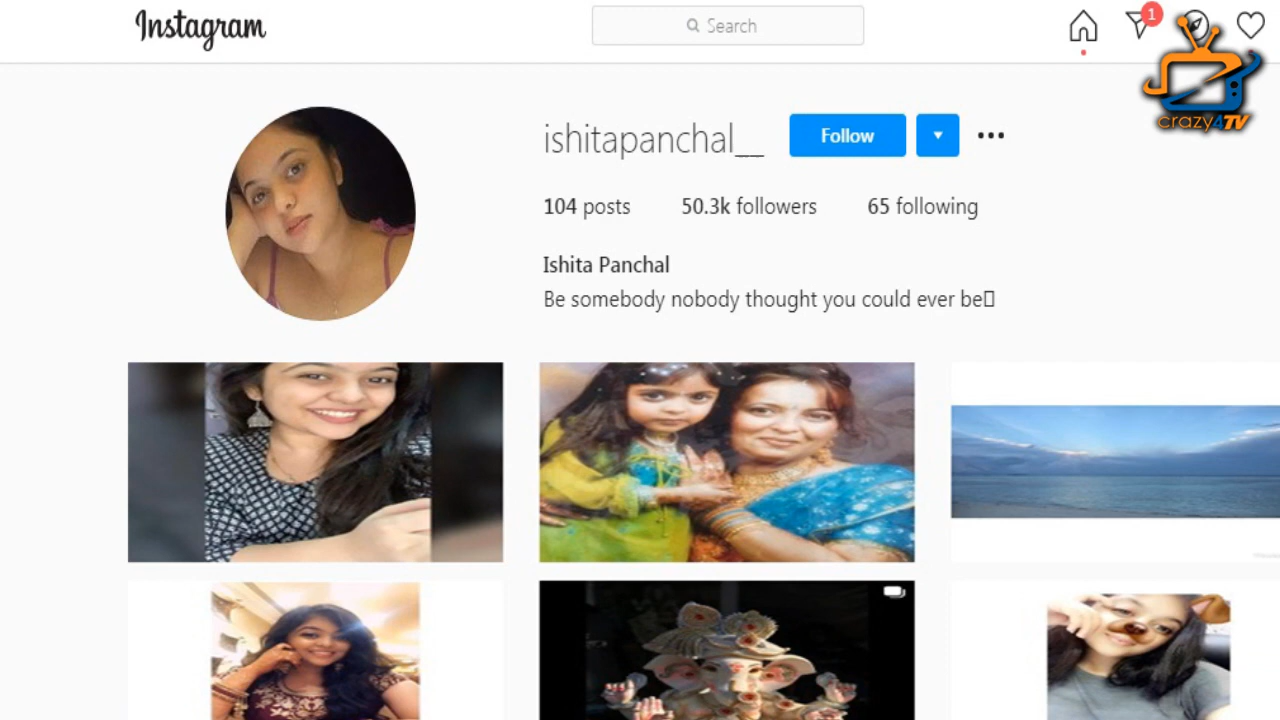 Instagram
Search
1
crazy4TV
ishitapanchal__
Follow
104 posts 50.3k followers 65 following
Ishita Panchal
Be somebody nobody thought you could ever be